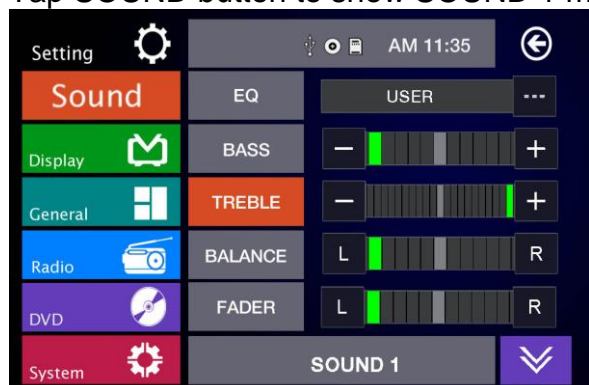 Setting
AM 11:35
Sound
EQ
USER
---
Display
BASS
−
+
General
TREBLE
−
+
Radio
BALANCE
L
R
DVD
FADER
L
R
System
SOUND 1